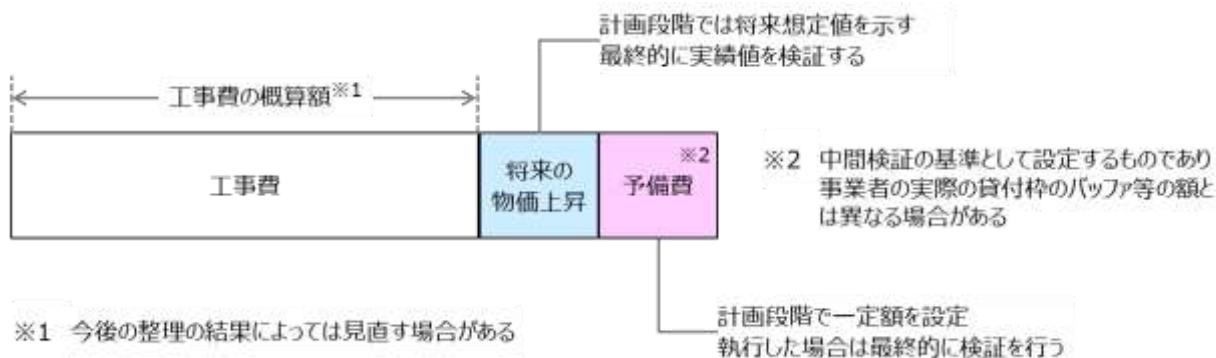 計画段階では将来想定値を示す
最終的に実績値を検証する
工事費の概算額※1
工事費
将来の
物価上昇
※2
予備費
※2 中間検証の基準として設定するものであり
事業者の実際の貸付枠のバッファ等の額と
は異なる場合がある
※1 今後の整理の結果によっては見直す場合がある
計画段階で一定額を設定
執行した場合は最終的に検証を行う